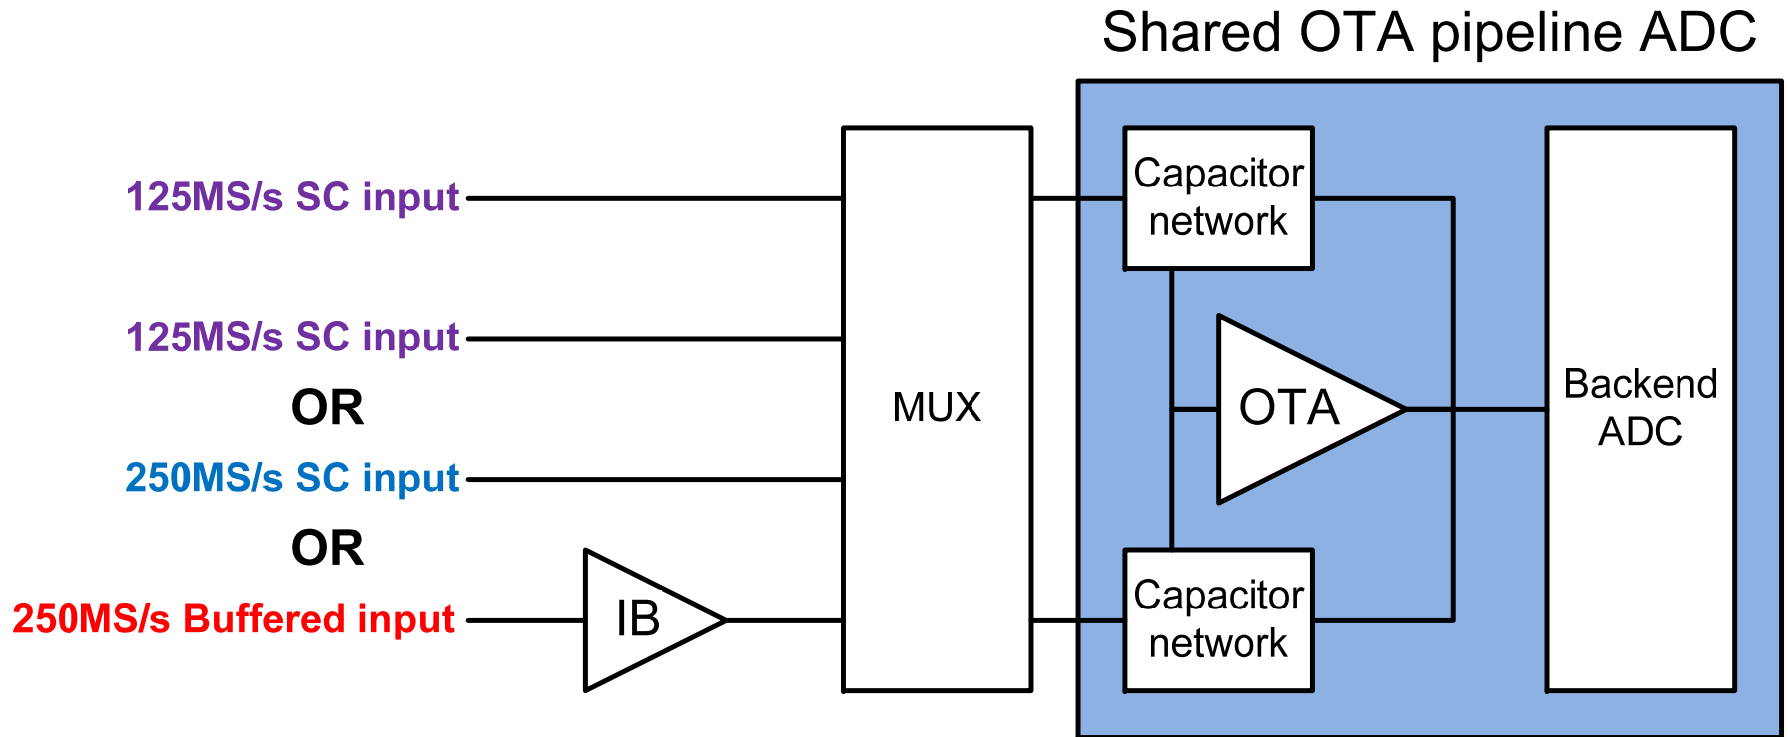 Shared OTA pipeline ADC
125MS/s SC input
125MS/s SC input
OR
250MS/s SC input
OR
250MS/s Buffered input
IB
MUX
Capacitor
network
OTA
Capacitor
network
Backend
ADC